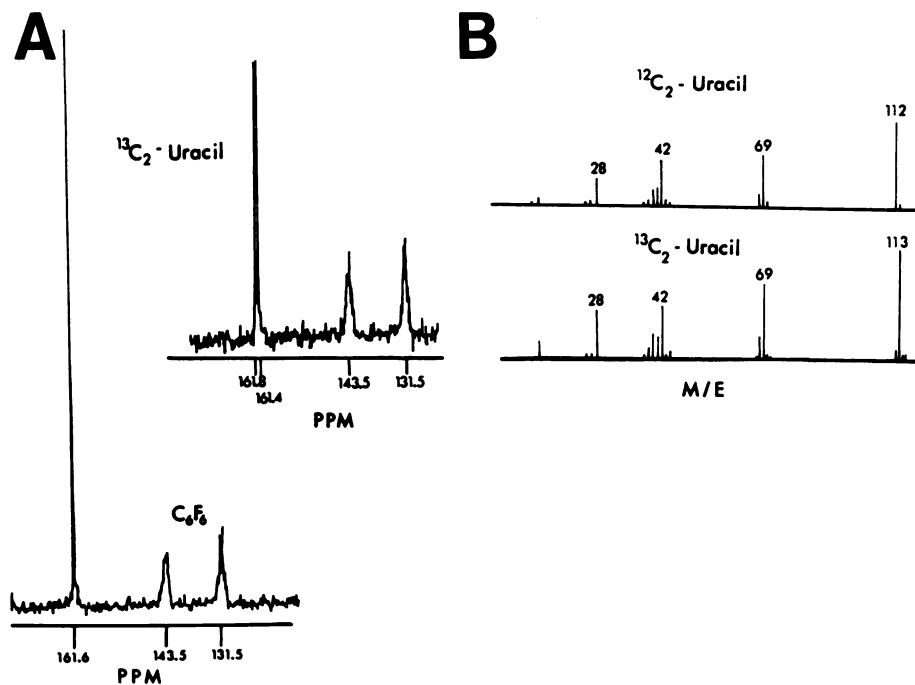 A
¹³C₂ - Uracil
161.8
161.4
143.5
131.5
PPM
C₆F₆
161.6
143.5
131.5
PPM
B
¹²C₂ - Uracil
28
42
69
112
¹³C₂ - Uracil
28
42
69
113
M/E